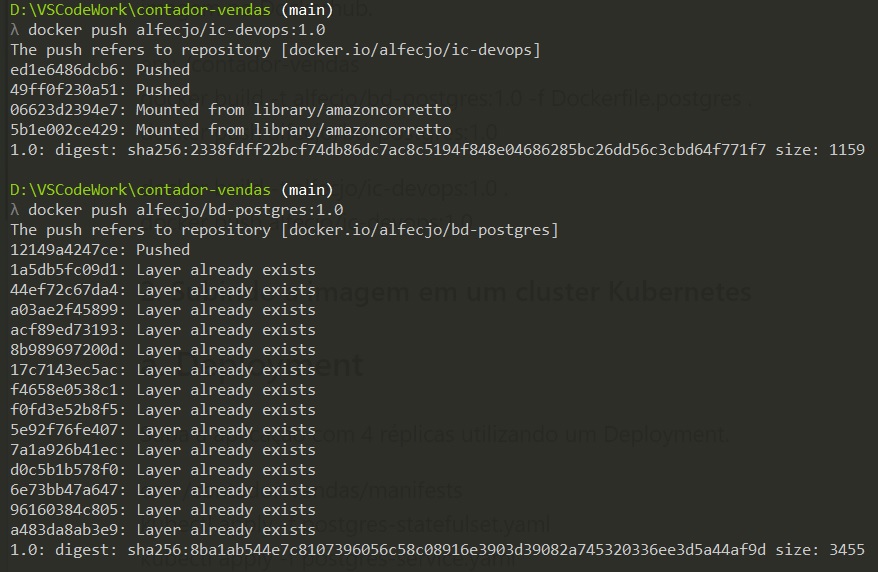 D:\VSCodeWork\contador-vendas (main)
λ docker push alfecjo/ic-devops:1.0
The push refers to repository [docker.io/alfecjo/ic-devops]
ed1e6486dcb6: Pushed
49ff0f230a51: Pushed
06623d2394e7: Mounted from library/amazoncorretto
5b1e002ce429: Mounted from library/amazoncorretto
1.0: digest: sha256:2338fdff22bcf74db86dc7ac8c5194f848e04686285bc26dd56c3cbd64f771f7 size: 1159
D:\VSCodeWork\contador-vendas (main)
λ docker push alfecjo/bd-postgres:1.0
The push refers to repository [docker.io/alfecjo/bd-postgres]
12149a4247ce: Pushed
1a5db5fc09d1: Layer already exists
44ef72c67da4: Layer already exists
a03ae2f45899: Layer already exists
acf89ed73193: Layer already exists
8b989697200d: Layer already exists
17c7143ec5ac: Layer already exists
f4658e0538c1: Layer already exists
f0fd3e52b8f5: Layer already exists
5e92f76fe407: Layer already exists
7a1a926b41ec: Layer already exists
d0c5b1b578f0: Layer already exists
6e73bb47a647: Layer already exists
96160384c805: Layer already exists
a483da8ab3e9: Layer already exists
1.0: digest: sha256:8ba1ab544e7c8107396056c58c08916e3903d39082a745320336ee3d5a44af9d size: 3455